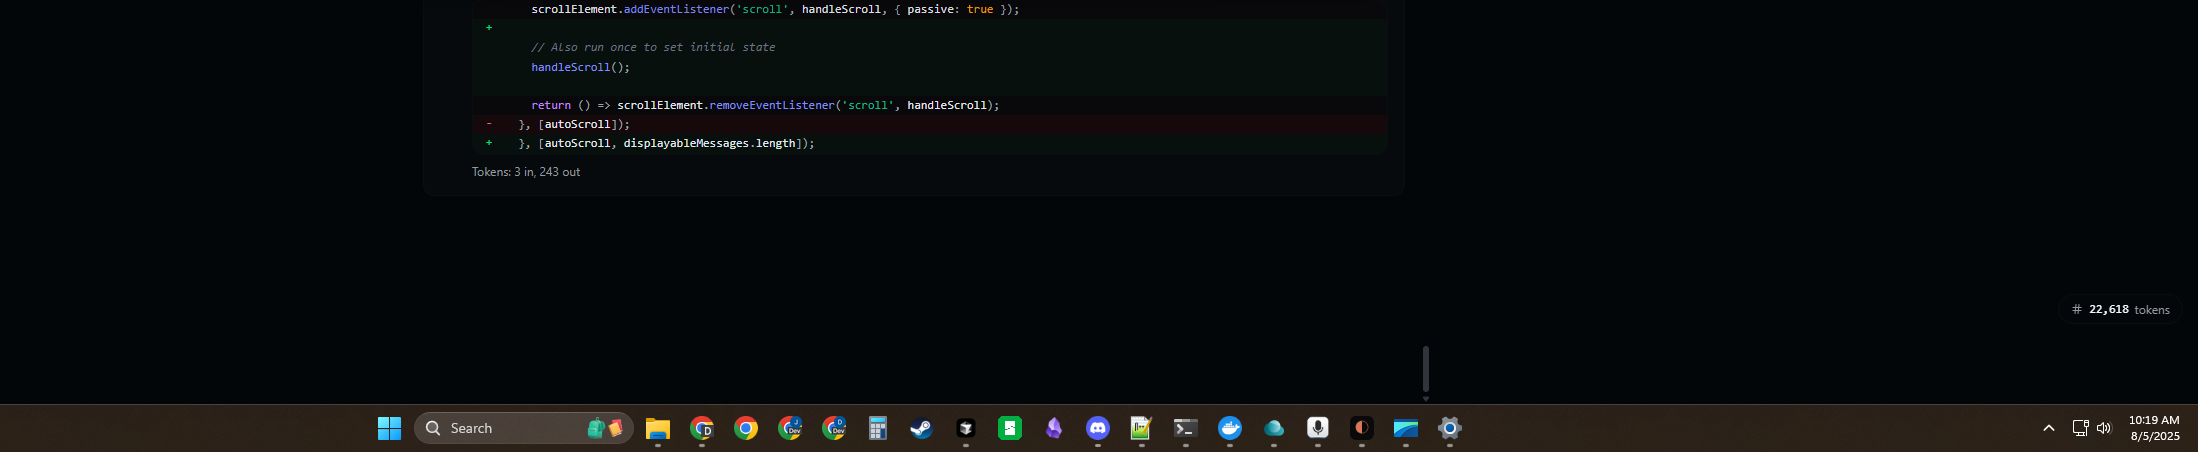 scrollElement.addEventListener('scroll', handleScroll, { passive: true });
+
// Also run once to set initial state
handleScroll();
return () => scrollElement.removeEventListener('scroll', handleScroll);
- }, [autoScroll]);
+ }, [autoScroll, displayableMessages.length]);
Tokens: 3 in, 243 out
# 22,618 tokens
Search
D
J
Dev
D
Dev
10:19 AM
8/5/2025